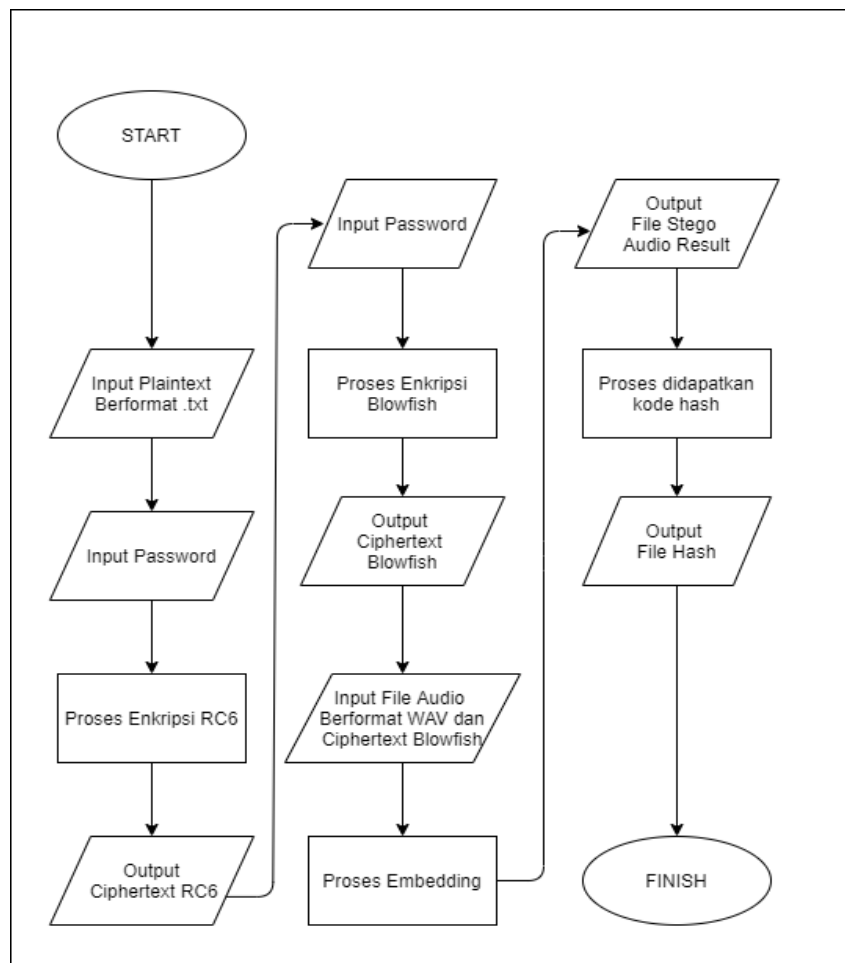 START
Input Plaintext
Berformat .txt
Input Password
Proses Enkripsi RC6
Output
Ciphertext RC6
Input Password
Proses Enkripsi
Blowfish
Output
Ciphertext
Blowfish
Input File Audio
Berformat WAV dan
Ciphertext Blowfish
Proses Embedding
Output
File Stego
Audio Result
Proses didapatkan
kode hash
Output
File Hash
FINISH